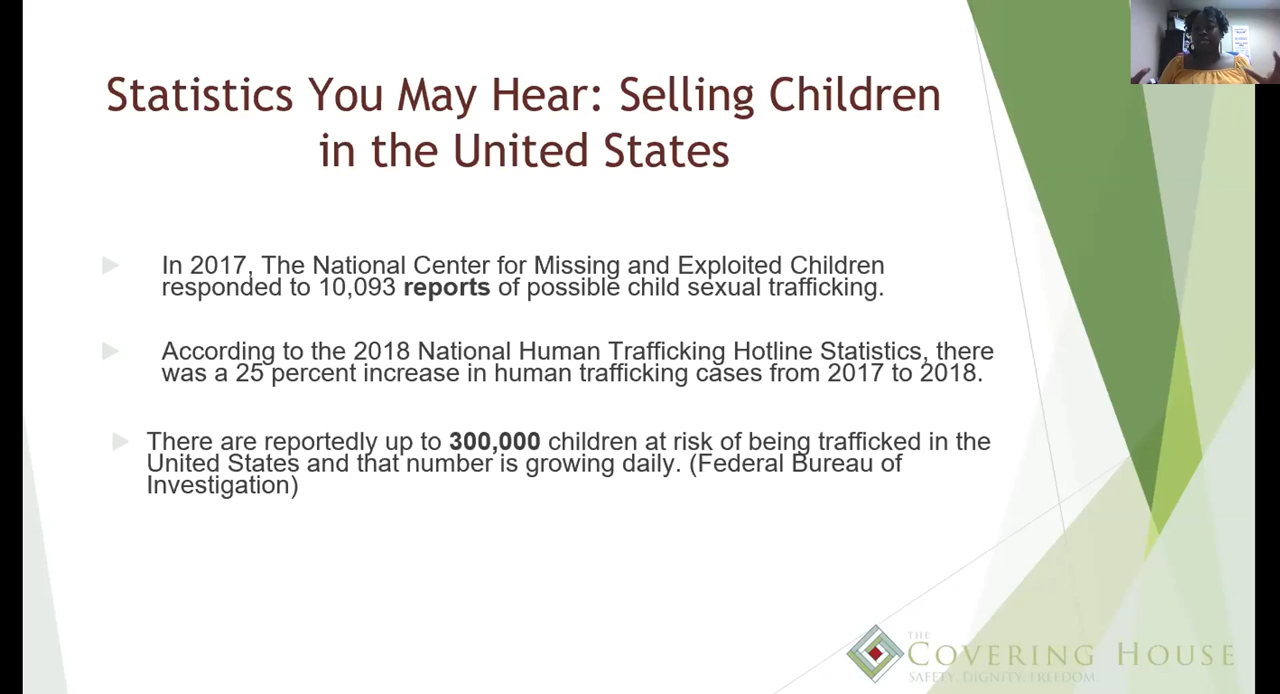 Statistics You May Hear: Selling Children
in the United States
In 2017, The National Center for Missing and Exploited Children
responded to 10,093 reports of possible child sexual trafficking.
According to the 2018 National Human Trafficking Hotline Statistics, there
was a 25 percent increase in human trafficking cases from 2017 to 2018.
There are reportedly up to 300,000 children at risk of being trafficked in the
United States and that number is growing daily. (Federal Bureau of
Investigation)
THE
COVERING HOUSE
SAFETY. DIGNITY. FREEDOM.